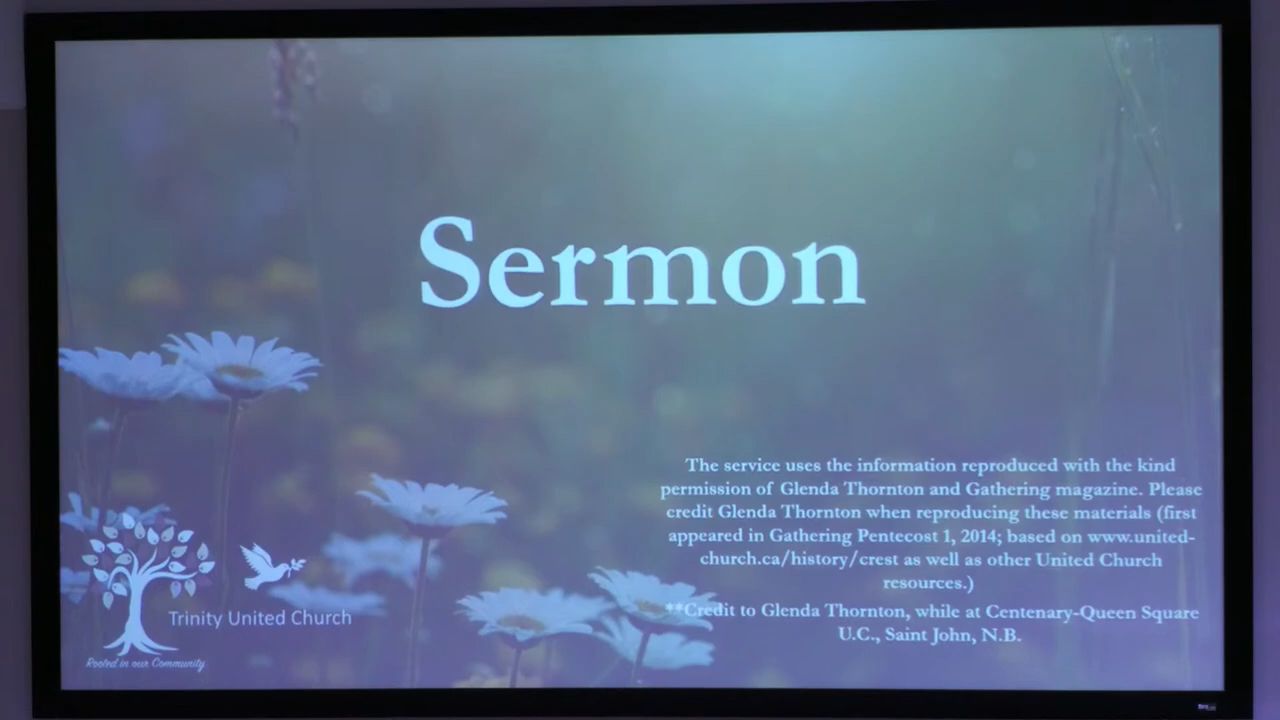 Sermon
The service uses the information reproduced with the kind
permission of Glenda Thornton and Gathering magazine. Please
credit Glenda Thornton when reproducing these materials (first
appeared in Gathering Pentecost 1, 2014; based on www.united-
church.ca/history/crest as well as other United Church
resources.)
**Credit to Glenda Thornton, while at Centenary-Queen Square
U.C., Saint John, N.B.
Trinity United Church
Rooted in our Community